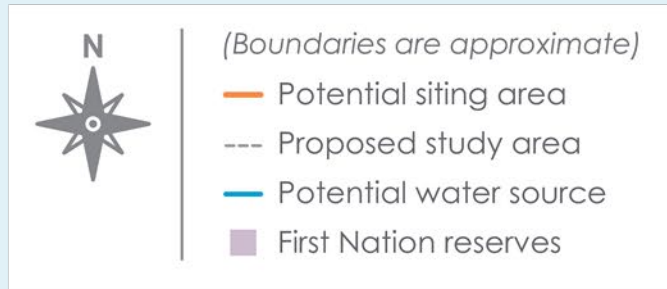 N
(Boundaries are approximate)
Potential siting area
Proposed study area
Potential water source
First Nation reserves